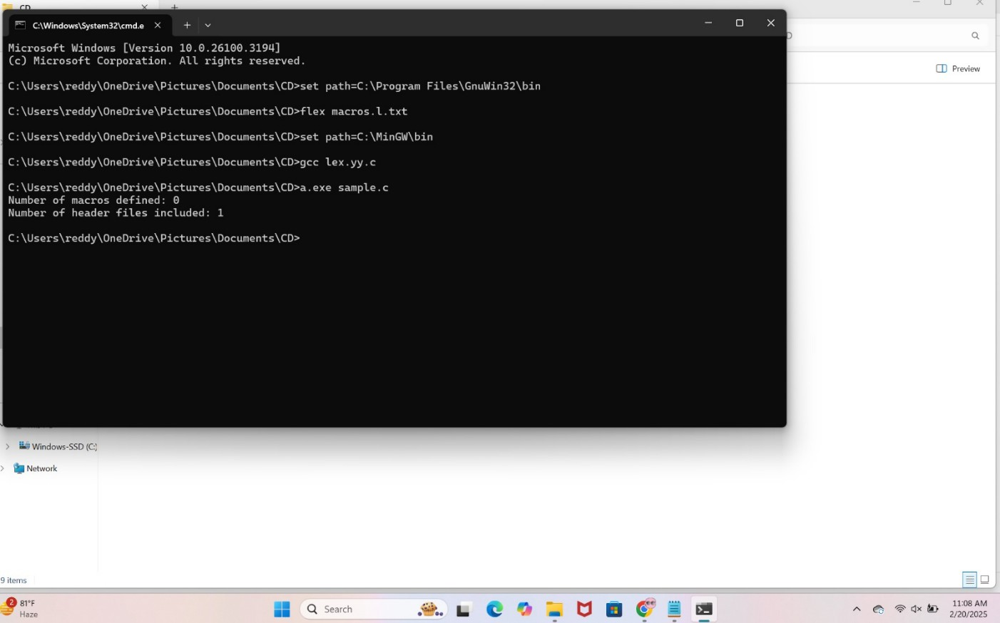 CD
C:\Windows\System32\cmd.e
Microsoft Windows [Version 10.0.26100.3194]
(c) Microsoft Corporation. All rights reserved.
C:\Users\reddy\OneDrive\Pictures\Documents\CD>set path=C:\Program Files\GnuWin32\bin
C:\Users\reddy\OneDrive\Pictures\Documents\CD>flex macros.l.txt
C:\Users\reddy\OneDrive\Pictures\Documents\CD>set path=C:\MinGW\bin
C:\Users\reddy\OneDrive\Pictures\Documents\CD>gcc lex.yy.c
C:\Users\reddy\OneDrive\Pictures\Documents\CD>a.exe sample.c
Number of macros defined: 0
Number of header files included: 1
C:\Users\reddy\OneDrive\Pictures\Documents\CD>
Preview
Windows-SSD (C:)
Network
9 items
2
81°F
Haze
Search
11:08 AM
2/20/2025